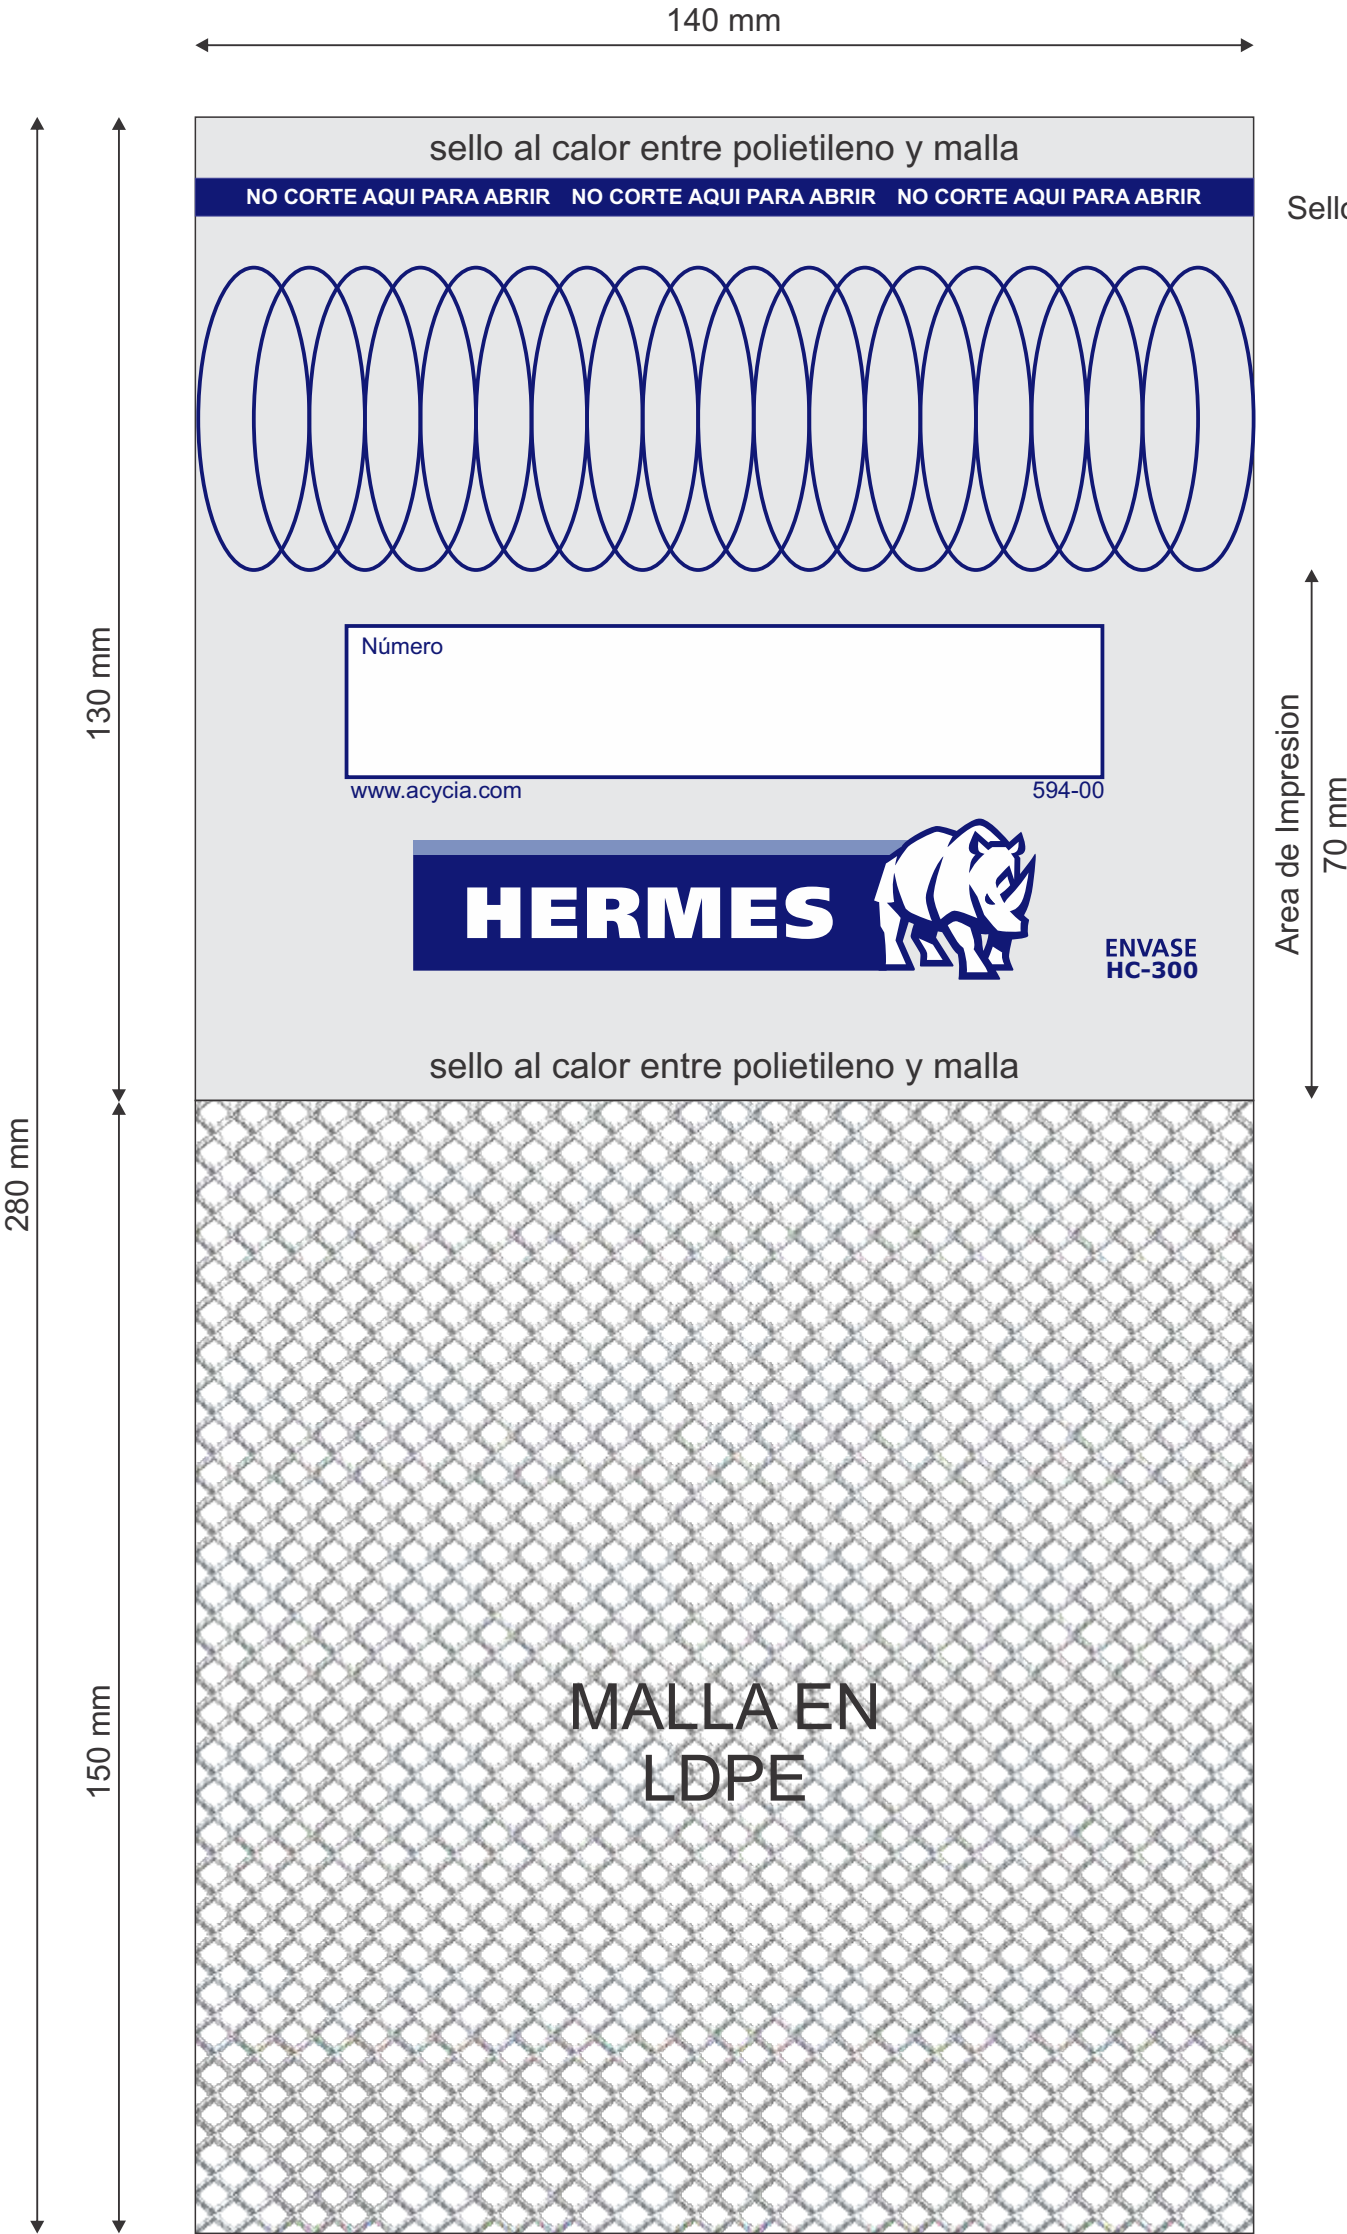 140 mm
sello al calor entre polietileno y malla
NO CORTE AQUI PARA ABRIR NO CORTE AQUI PARA ABRIR NO CORTE AQUI PARA ABRIR
Sello
130 mm
Número
www.acycia.com 594-00
Area de Impresion
70 mm
HERMES
ENVASE
HC-300
sello al calor entre polietileno y malla
280 mm
150 mm
MALLA EN
LDPE